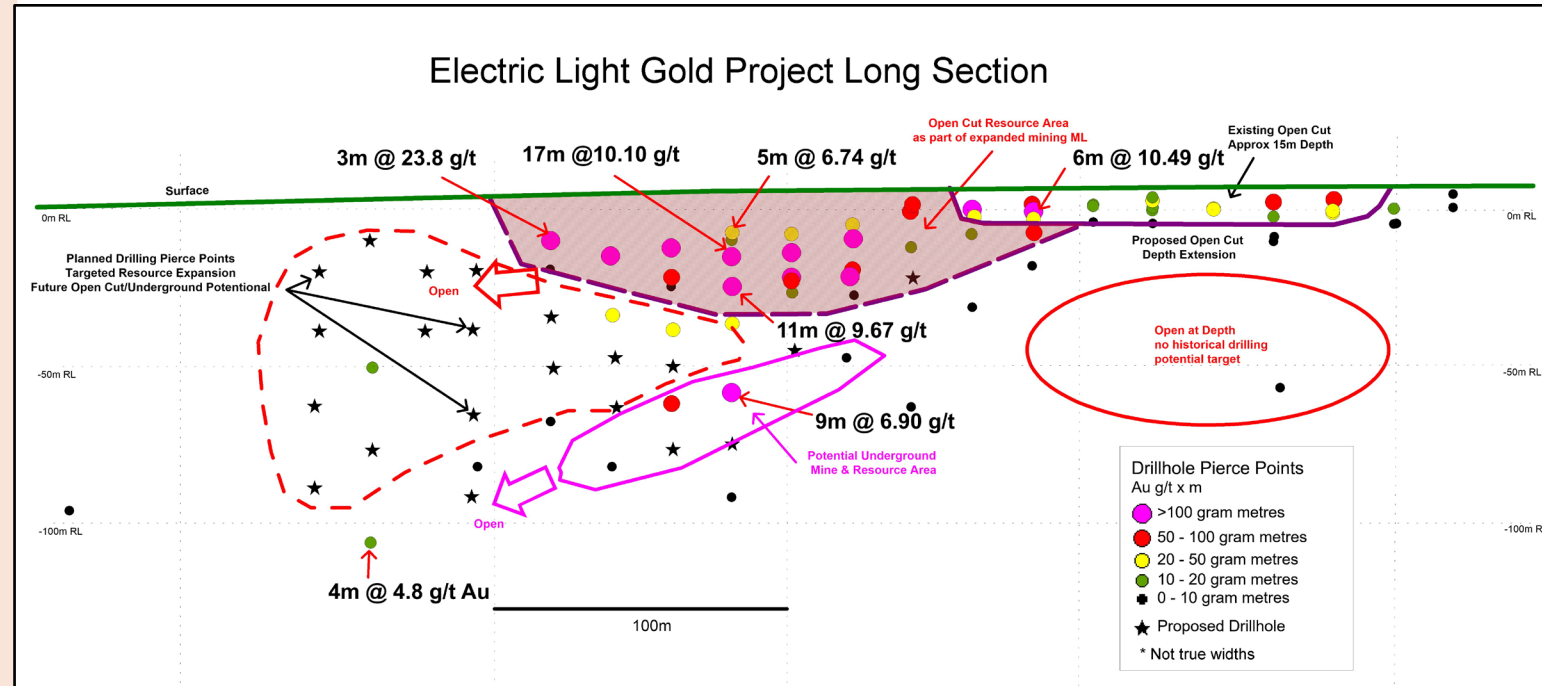 Electric Light Gold Project Long Section
Open Cut Resource Area
as part of expanded mining ML
Existing Open Cut
Approx 15m Depth
3m @ 23.8 g/t
17m @10.10 g/t
5m @ 6.74 g/t
6m @ 10.49 g/t
Surface
0m RL
0m RL
Proposed Open Cut
Depth Extension
Planned Drilling Pierce Points
Targeted Resource Expansion
Future Open Cut/Underground Potentional
Open
11m @ 9.67 g/t
Open at Depth
no historical drilling
potential target
-50m RL
-50m RL
9m @ 6.90 g/t
Potential Underground
Mine & Resource Area
Open
-100m RL
-100m RL
4m @ 4.8 g/t Au
100m
Drillhole Pierce Points
Au g/t x m
>100 gram metres
50 - 100 gram metres
20 - 50 gram metres
10 - 20 gram metres
0 - 10 gram metres
Proposed Drillhole
* Not true widths